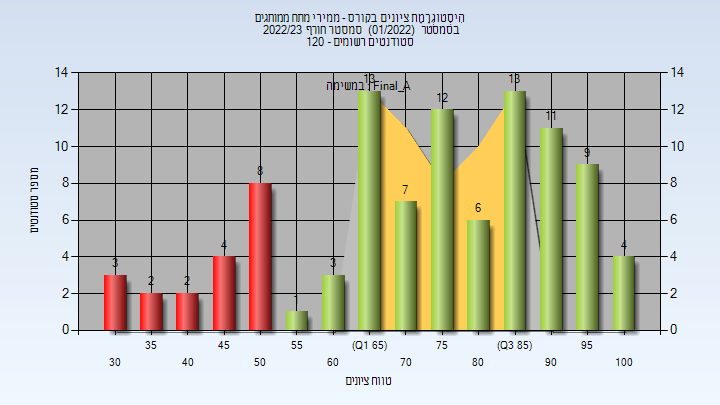 הִיסְטוֹגְרַמַּת ציונים בקורס - ממירי מתח ממותגים
בסמסטר (01/2022) סמסטר חורף 2022/23
סטודנטים רשומים - 120
במשימה : Final_A
מספר סטודנטים
14 14
12 12
10 10
8 8
6 6
4 4
2 2
0 0
3 2 2 4 8 1 3 13 7 12 6 13 11 9 4
35 45 55 (Q1 65) 75 (Q3 85) 95
30 40 50 60 70 80 90 100
טווח ציונים